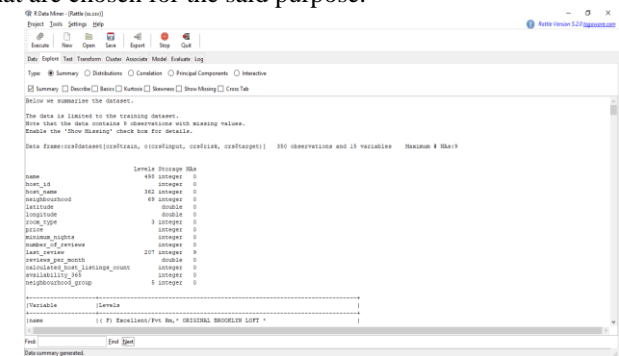 at are chosen for the said purpose.
R Data Miner - [Rattle (ss.csv)]
Project Tools Settings Help
Rattle Version 5.2.0 togaware.com
Execute New Open Save Export Stop Quit
Data Explore Test Transform Cluster Associate Model Evaluate Log
Type: Summary Distributions Correlation Principal Components Interactive
Summary Describe Basics Kurtosis Skewness Show Missing Cross Tab
Below we summarise the dataset.
The data is limited to the training dataset.
Note that the data contains 9 observations with missing values.
Enable the 'Show Missing' check box for details.
Data frame:crs$dataset[crs$train, c(crs$input, crs$risk, crs$target)] 350 observations and 15 variables Maximum # NAs:9
Levels Storage NAs
name 498 integer 0
host_id integer 0
host_name 362 integer 0
neighbourhood 69 integer 0
latitude double 0
longitude double 0
room_type 3 integer 0
price integer 0
minimum_nights integer 0
number_of_reviews integer 0
last_review 207 integer 9
reviews_per_month double 0
calculated_host_listings_count integer 0
availability_365 integer 0
neighbourhood_group 5 integer 0
|Variable |Levels
|name |( F) Excellent/Pvt Rm,* ORIGINAL BROOKLYN LOFT *
Find: Find Next
Data summary generated.